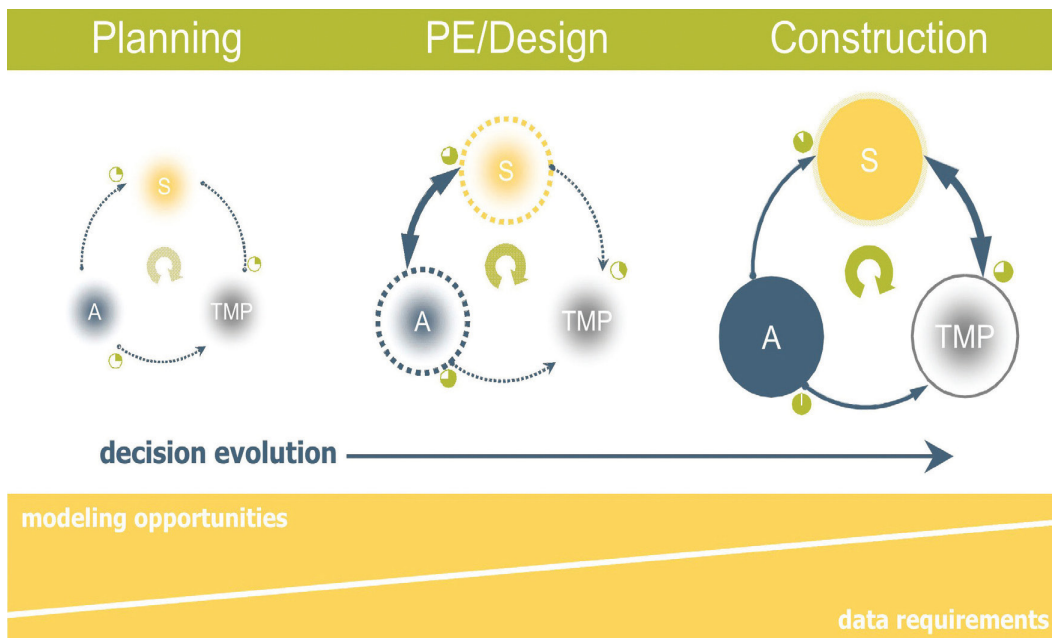 Planning PE/Design Construction
S S S
A TMP A TMP A TMP
decision evolution
modeling opportunities
data requirements